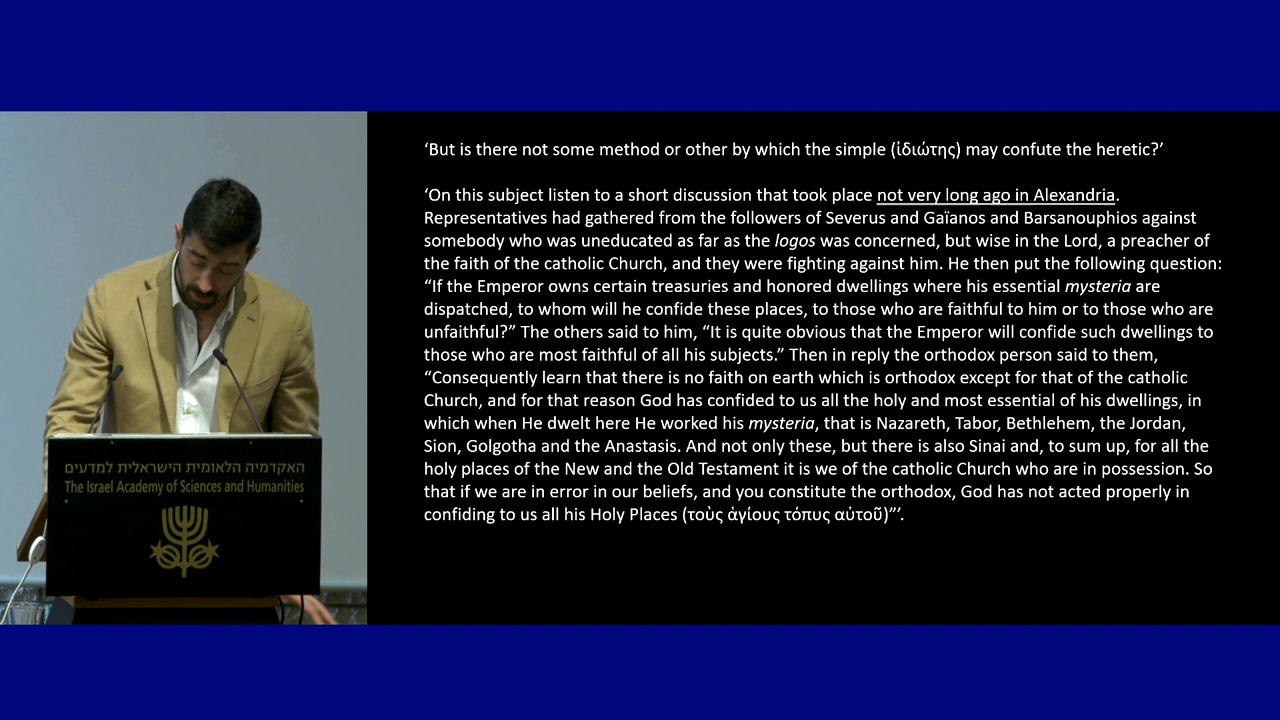 ‘But is there not some method or other by which the simple (ἰδιώτης) may confute the heretic?’
‘On this subject listen to a short discussion that took place not very long ago in Alexandria.
Representatives had gathered from the followers of Severus and Gaïanos and Barsanouphios against
somebody who was uneducated as far as the logos was concerned, but wise in the Lord, a preacher of
the faith of the catholic Church, and they were fighting against him. He then put the following question:
“If the Emperor owns certain treasuries and honored dwellings where his essential mysteria are
dispatched, to whom will he confide these places, to those who are faithful to him or to those who are
unfaithful?” The others said to him, “It is quite obvious that the Emperor will confide such dwellings to
those who are most faithful of all his subjects.” Then in reply the orthodox person said to them,
“Consequently learn that there is no faith on earth which is orthodox except for that of the catholic
Church, and for that reason God has confided to us all the holy and most essential of his dwellings, in
which when He dwelt here He worked his mysteria, that is Nazareth, Tabor, Bethlehem, the Jordan,
Sion, Golgotha and the Anastasis. And not only these, but there is also Sinai and, to sum up, for all the
holy places of the New and the Old Testament it is we of the catholic Church who are in possession. So
that if we are in error in our beliefs, and you constitute the orthodox, God has not acted properly in
confiding to us all his Holy Places (τοὺς ἁγίους τόπυς αὐτοῦ)”’.
האקדמיה הלאומית הישראלית למדעים
The Israel Academy of Sciences and Humanities